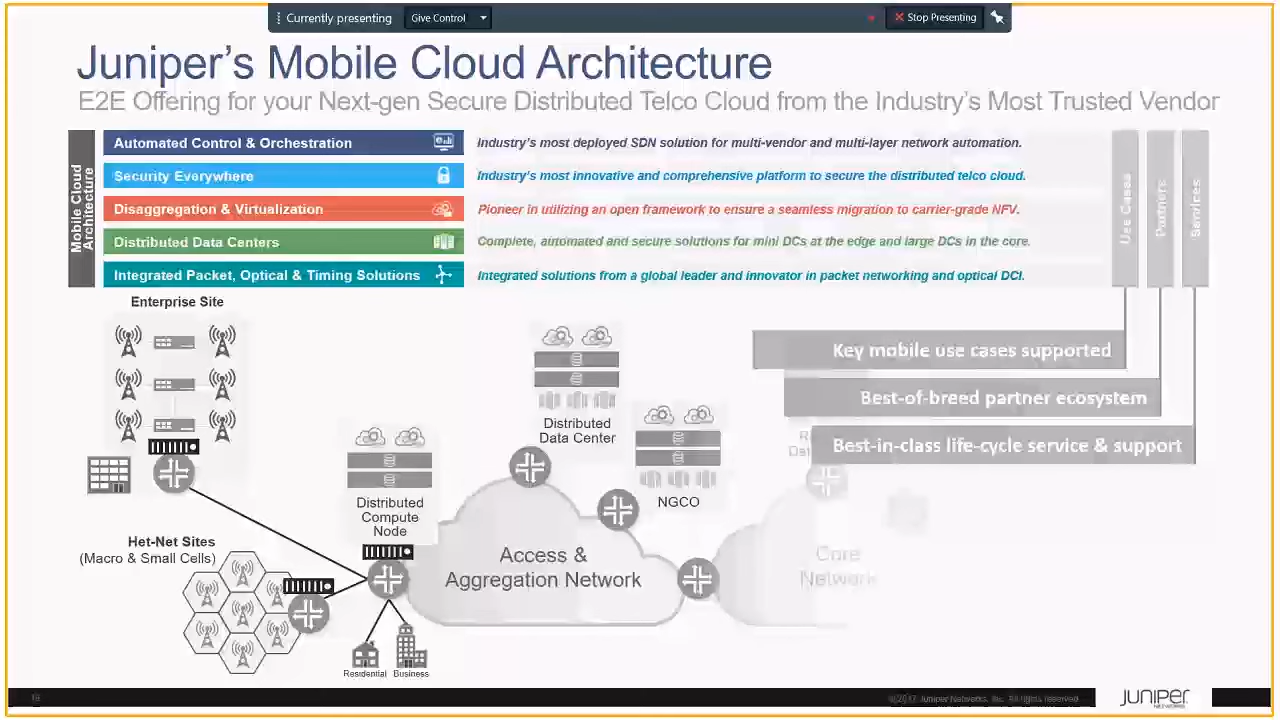 Currently presenting
Give Control
Stop Presenting
Juniper's Mobile Cloud Architecture
E2E Offering for your Next-gen Secure Distributed Telco Cloud from the Industry's Most Trusted Vendor
Mobile Cloud
Architecture
Automated Control & Orchestration
Industry's most deployed SDN solution for multi-vendor and multi-layer network automation.
Security Everywhere
Industry's most innovative and comprehensive platform to secure the distributed telco cloud.
Disaggregation & Virtualization
Pioneer in utilizing an open framework to ensure a seamless migration to carrier-grade NFV.
Distributed Data Centers
Complete, automated and secure solutions for mini DCs at the edge and large DCs in the core.
Integrated Packet, Optical & Timing Solutions
Integrated solutions from a global leader and innovator in packet networking and optical DCI.
Use Cases
Partners
Services
Enterprise Site
Key mobile use cases supported
Best-of-breed partner ecosystem
Best-in-class life-cycle service & support
Distributed
Data Center
NGCO
Distributed
Compute
Node
Het-Net Sites
(Macro & Small Cells)
Access &
Aggregation Network
Core
Network
Residential
Business
©2017 Juniper Networks, Inc. All rights reserved
JUNIPER
NETWORKS